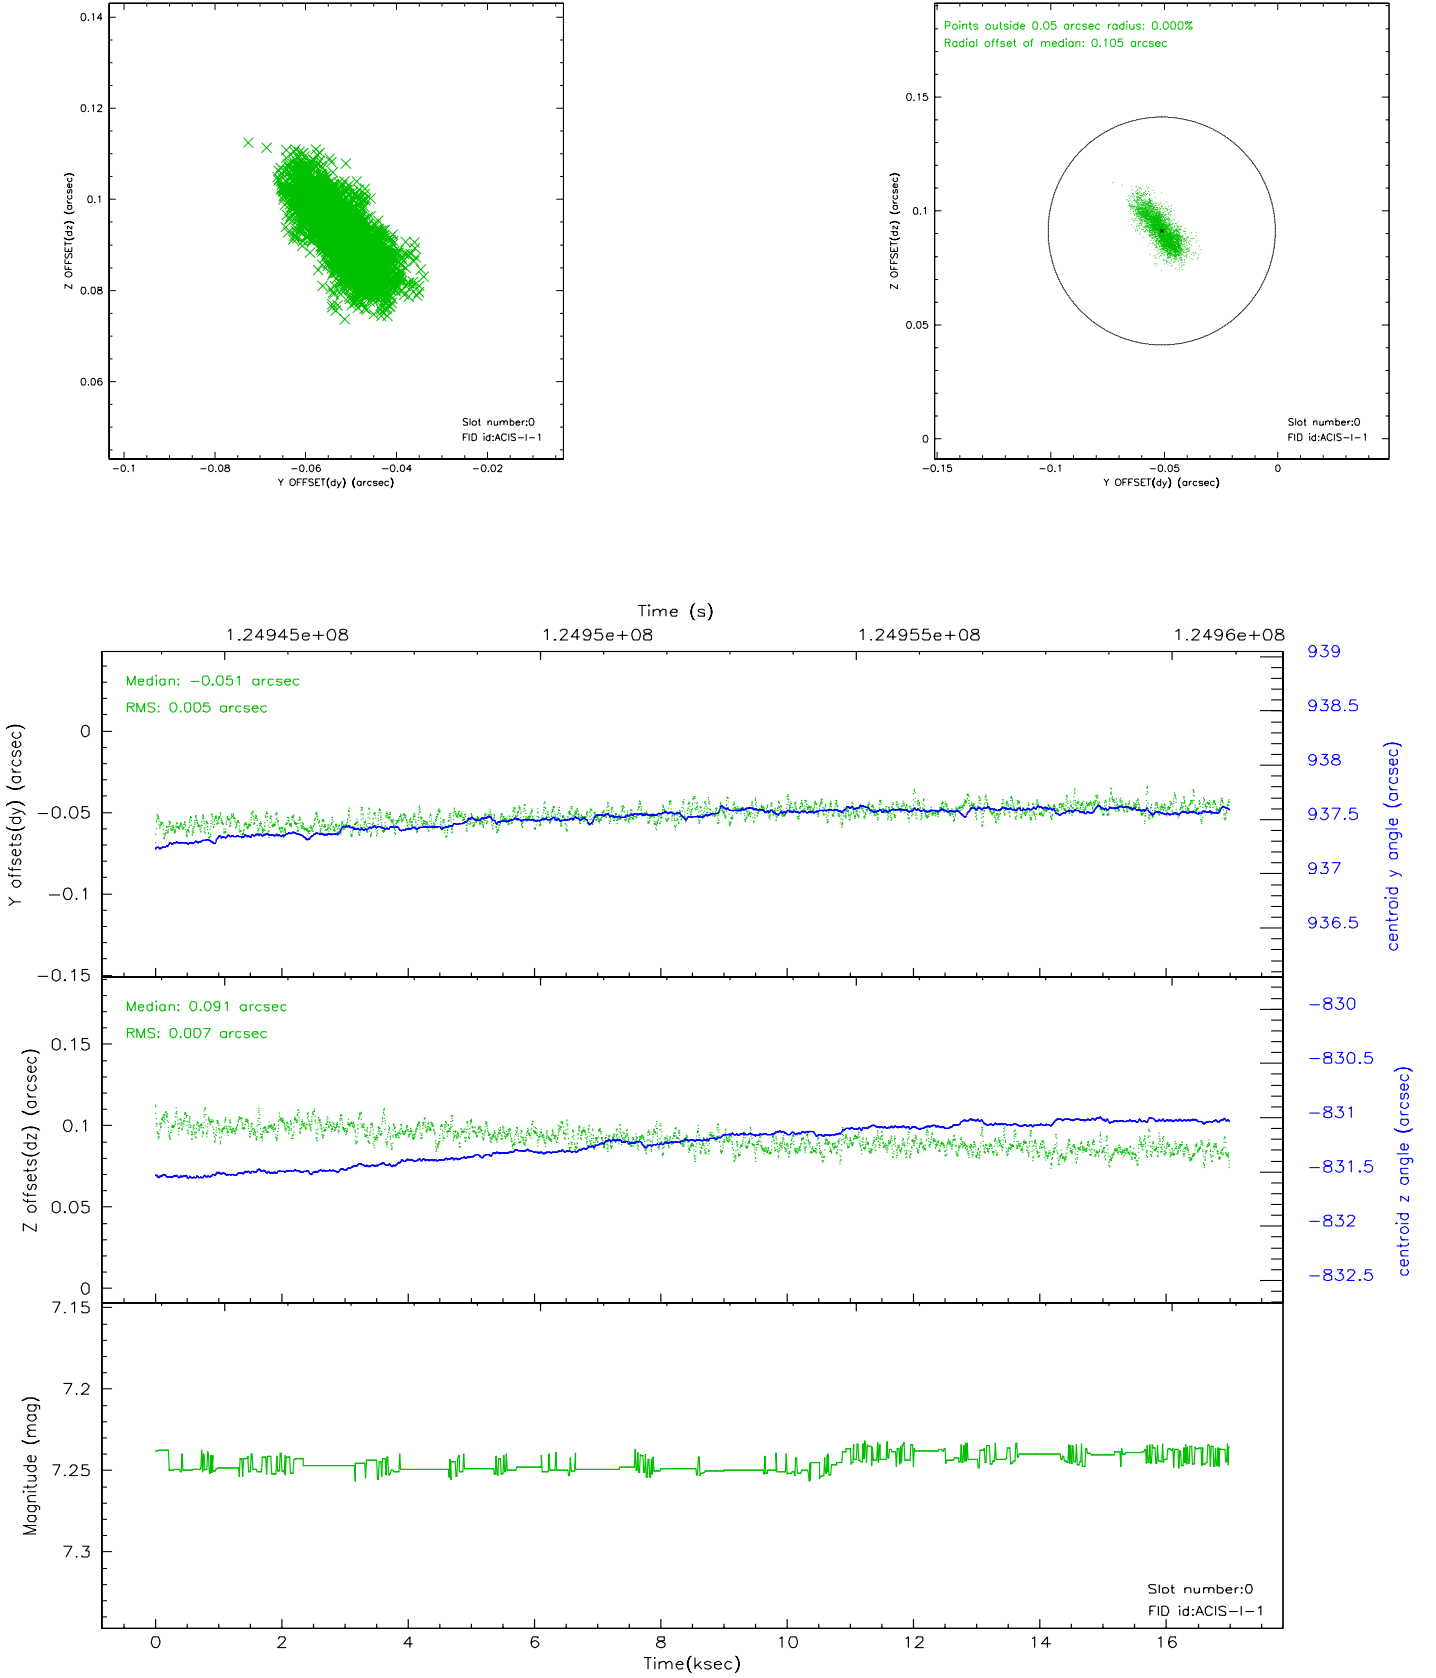 0.14
0.12
0.1
0.08
0.06
Z OFFSET(dz) (arcsec)
Slot number:0
FID id:ACIS-I-1
-0.1 -0.08 -0.06 -0.04 -0.02
Y OFFSET(dy) (arcsec)
Points outside 0.05 arcsec radius: 0.000%
Radial offset of median: 0.105 arcsec
0.15
0.1
0.05
0
Z OFFSET(dz) (arcsec)
Slot number:0
FID id:ACIS-I-1
-0.15 -0.1 -0.05 0
Y OFFSET(dy) (arcsec)
Time (s)
1.24945e+08 1.2495e+08 1.24955e+08 1.2496e+08
Median: -0.051 arcsec
RMS: 0.005 arcsec
0
-0.05
-0.1
-0.15
Y offsets(dy) (arcsec)
939
938.5
938
937.5
937
936.5
centroid y angle (arcsec)
Median: 0.091 arcsec
RMS: 0.007 arcsec
0.15
0.1
0.05
0
Z offsets(dz) (arcsec)
-830
-830.5
-831
-831.5
-832
-832.5
centroid z angle (arcsec)
7.15
7.2
7.25
7.3
Magnitude (mag)
Slot number:0
FID id:ACIS-I-1
0 2 4 6 8 10 12 14 16
Time(ksec)